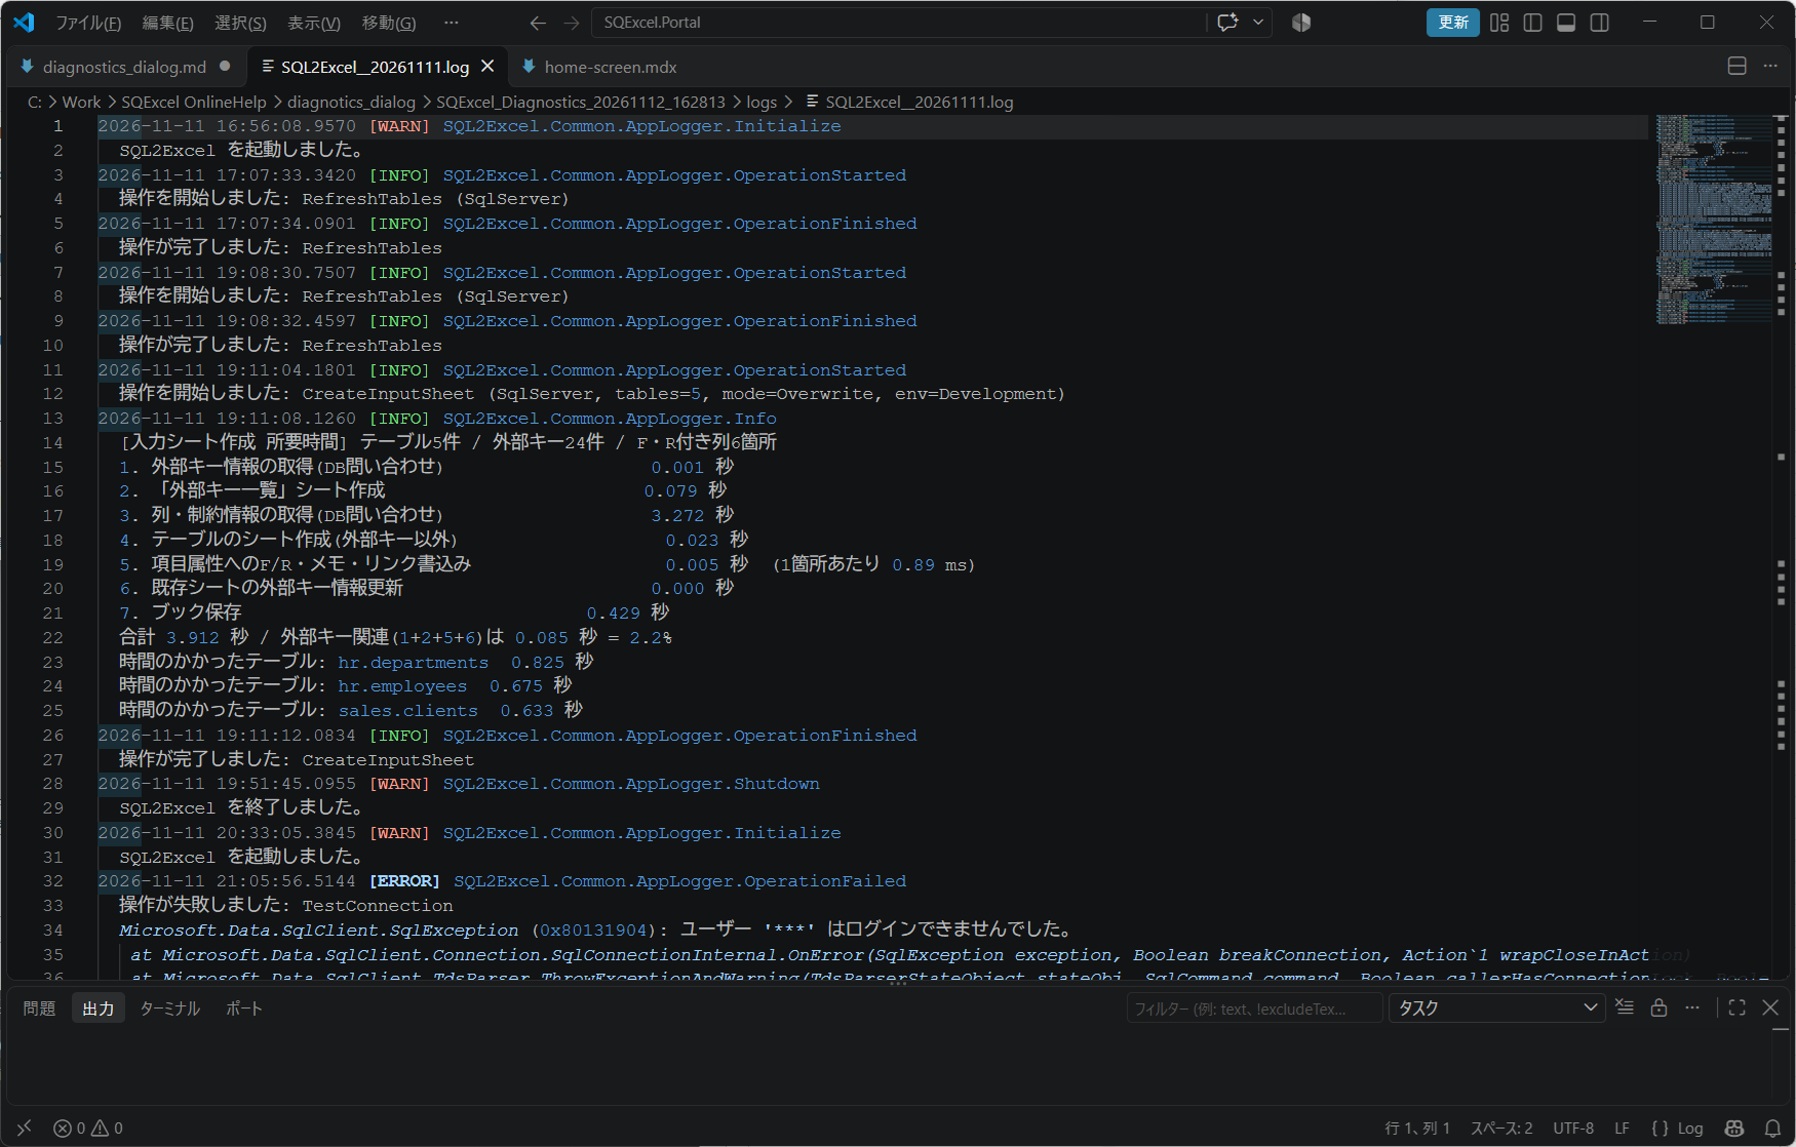 ファイル(F) 編集(E) 選択(S) 表示(V) 移動(G) ··· SQExcel.Portal 更新
diagnostics_dialog.md SQL2Excel__20261111.log home-screen.mdx
C: > Work > SQExcel OnlineHelp > diagnotics_dialog > SQExcel_Diagnostics_20261112_162813 > logs > SQL2Excel__20261111.log
1 2026-11-11 16:56:08.9570 [WARN] SQL2Excel.Common.AppLogger.Initialize
2 SQL2Excel を起動しました。
3 2026-11-11 17:07:33.3420 [INFO] SQL2Excel.Common.AppLogger.OperationStarted
4 操作を開始しました: RefreshTables (SqlServer)
5 2026-11-11 17:07:34.0901 [INFO] SQL2Excel.Common.AppLogger.OperationFinished
6 操作が完了しました: RefreshTables
7 2026-11-11 19:08:30.7507 [INFO] SQL2Excel.Common.AppLogger.OperationStarted
8 操作を開始しました: RefreshTables (SqlServer)
9 2026-11-11 19:08:32.4597 [INFO] SQL2Excel.Common.AppLogger.OperationFinished
10 操作が完了しました: RefreshTables
11 2026-11-11 19:11:04.1801 [INFO] SQL2Excel.Common.AppLogger.OperationStarted
12 操作を開始しました: CreateInputSheet (SqlServer, tables=5, mode=Overwrite, env=Development)
13 2026-11-11 19:11:08.1260 [INFO] SQL2Excel.Common.AppLogger.Info
14 [入力シート作成 所要時間] テーブル5件 / 外部キー24件 / F・R付き列6箇所
15 1. 外部キー情報の取得(DB問い合わせ) 0.001 秒
16 2. 「外部キー一覧」シート作成 0.079 秒
17 3. 列・制約情報の取得(DB問い合わせ) 3.272 秒
18 4. テーブルのシート作成(外部キー以外) 0.023 秒
19 5. 項目属性へのF/R・メモ・リンク書込み 0.005 秒 (1箇所あたり 0.89 ms)
20 6. 既存シートの外部キー情報更新 0.000 秒
21 7. ブック保存 0.429 秒
22 合計 3.912 秒 / 外部キー関連(1+2+5+6)は 0.085 秒 = 2.2%
23 時間のかかったテーブル: hr.departments 0.825 秒
24 時間のかかったテーブル: hr.employees 0.675 秒
25 時間のかかったテーブル: sales.clients 0.633 秒
26 2026-11-11 19:11:12.0834 [INFO] SQL2Excel.Common.AppLogger.OperationFinished
27 操作が完了しました: CreateInputSheet
28 2026-11-11 19:51:45.0955 [WARN] SQL2Excel.Common.AppLogger.Shutdown
29 SQL2Excel を終了しました。
30 2026-11-11 20:33:05.3845 [WARN] SQL2Excel.Common.AppLogger.Initialize
31 SQL2Excel を起動しました。
32 2026-11-11 21:05:56.5144 [ERROR] SQL2Excel.Common.AppLogger.OperationFailed
33 操作が失敗しました: TestConnection
34 Microsoft.Data.SqlClient.SqlException (0x80131904): ユーザー '***' はログインできませんでした。
35 at Microsoft.Data.SqlClient.Connection.SqlConnectionInternal.OnError(SqlException exception, Boolean breakConnection, Action`1 wrapCloseInAction)
36 at Microsoft.Data.SqlClient.TdsParser.ThrowExceptionAndWarning(TdsParserStateObject stateObj, SqlCommand command, Boolean callerHasConnection
問題 出力 ターミナル ポート フィルター (例: text、!excludeTex... タスク
0 0 行 1、列 1 スペース: 2 UTF-8 LF { } Log